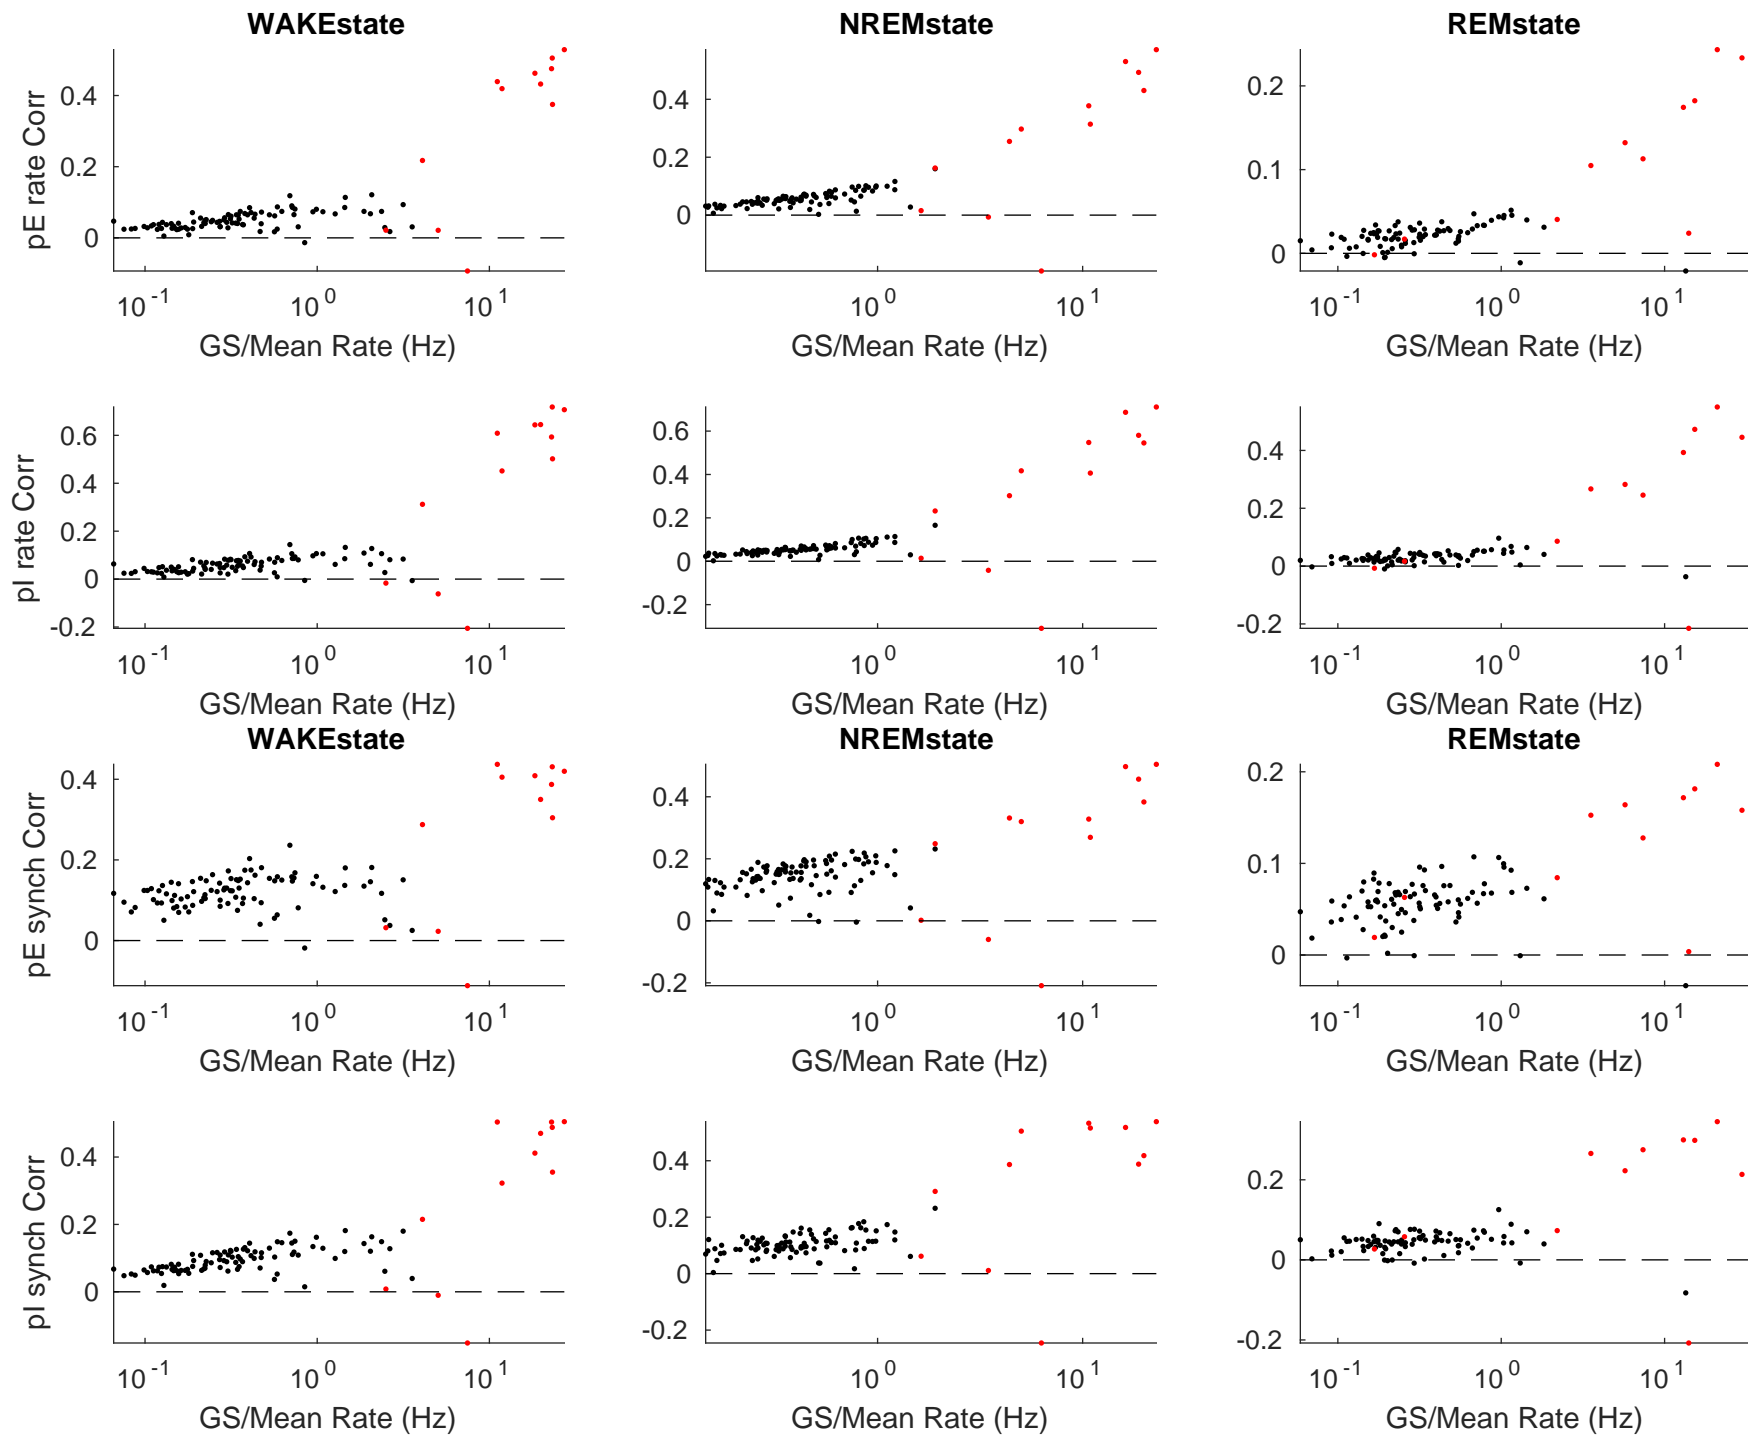 WAKEstate NREMstate REMstate
pE rate Corr
0.4
0.2
0
0.4
0.2
0
0.2
0.1
0
10^-1 10^0 10^1
10^0 10^1
10^-1 10^0 10^1
GS/Mean Rate (Hz) GS/Mean Rate (Hz) GS/Mean Rate (Hz)
pI rate Corr
0.6
0.4
0.2
0
-0.2
0.6
0.4
0.2
0
-0.2
0.4
0.2
0
-0.2
10^-1 10^0 10^1
10^0 10^1
10^-1 10^0 10^1
GS/Mean Rate (Hz) GS/Mean Rate (Hz) GS/Mean Rate (Hz)
WAKEstate NREMstate REMstate
pE synch Corr
0.4
0.2
0
0.4
0.2
0
-0.2
0.2
0.1
0
10^-1 10^0 10^1
10^0 10^1
10^-1 10^0 10^1
GS/Mean Rate (Hz) GS/Mean Rate (Hz) GS/Mean Rate (Hz)
pI synch Corr
0.4
0.2
0
0.4
0.2
0
-0.2
0.2
0
-0.2
10^-1 10^0 10^1
10^0 10^1
10^-1 10^0 10^1
GS/Mean Rate (Hz) GS/Mean Rate (Hz) GS/Mean Rate (Hz)